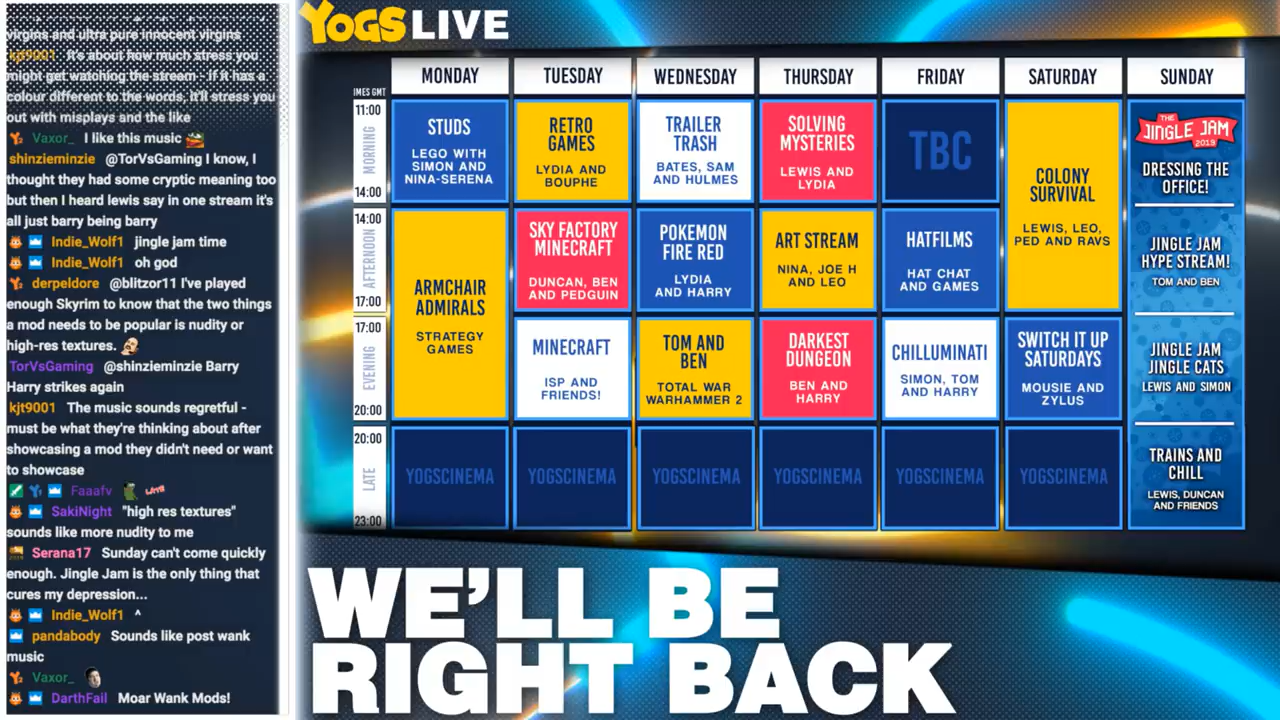 virgins and ultra pure innocent virgins
kjt9001 It's about how much stress you
might get watching the stream - if it has a
colour different to the words, it'll stress you
out with misplays and the like
Vaxor_ I like this music
shinzieminzie @TorVsGaming I know, I
thought they had some cryptic meaning too
but then I heard lewis say in one stream it's
all just barry being barry
Indie_Wolf1 jingle jam time
Indie_Wolf1 oh god
derpeldore @blitzor11 I've played
enough Skyrim to know that the two things
a mod needs to be popular is nudity or
high-res textures.
TorVsGaming @shinzieminzie Barry
Harry strikes again
kjt9001 The music sounds regretful -
must be what they're thinking about after
showcasing a mod they didn't need or want
to showcase
Faaafv
SakiNight "high res textures"
sounds like more nudity to me
Serana17 Sunday can't come quickly
enough. Jingle Jam is the only thing that
cures my depression...
Indie_Wolf1 ^
pandabody Sounds like post wank
music
Vaxor_
DarthFail Moar Wank Mods!
YOGS LIVE
MONDAY TUESDAY WEDNESDAY THURSDAY FRIDAY SATURDAY SUNDAY
IMES GMT
11:00
MORNING
14:00
STUDS
LEGO WITH
SIMON AND
NINA-SERENA
RETRO
GAMES
LYDIA AND
BOUPHE
TRAILER
TRASH
BATES, SAM
AND HULMES
SOLVING
MYSTERIES
LEWIS AND
LYDIA
TBC
COLONY
SURVIVAL
LEWIS, LEO,
PED AND RAVS
THE
JINGLE JAM
2019
DRESSING THE
OFFICE!
14:00
AFTERNOON
17:00
ARMCHAIR
ADMIRALS
STRATEGY
GAMES
SKY FACTORY
MINECRAFT
DUNCAN, BEN
AND PEDGUIN
POKEMON
FIRE RED
LYDIA
AND HARRY
ART STREAM
NINA, JOE H
AND LEO
HATFILMS
HAT CHAT
AND GAMES
JINGLE JAM
HYPE STREAM!
TOM AND BEN
17:00
EVENING
20:00
MINECRAFT
ISP AND
FRIENDS!
TOM AND
BEN
TOTAL WAR
WARHAMMER 2
DARKEST
DUNGEON
BEN AND
HARRY
CHILLUMINATI
SIMON, TOM
AND HARRY
SWITCH IT UP
SATURDAYS
MOUSIE AND
ZYLUS
JINGLE JAM
JINGLE CATS
LEWIS AND SIMON
20:00
LATE
23:00
YOGSCINEMA YOGSCINEMA YOGSCINEMA YOGSCINEMA YOGSCINEMA YOGSCINEMA
TRAINS AND
CHILL
LEWIS, DUNCAN
AND FRIENDS
WE'LL BE
RIGHT BACK